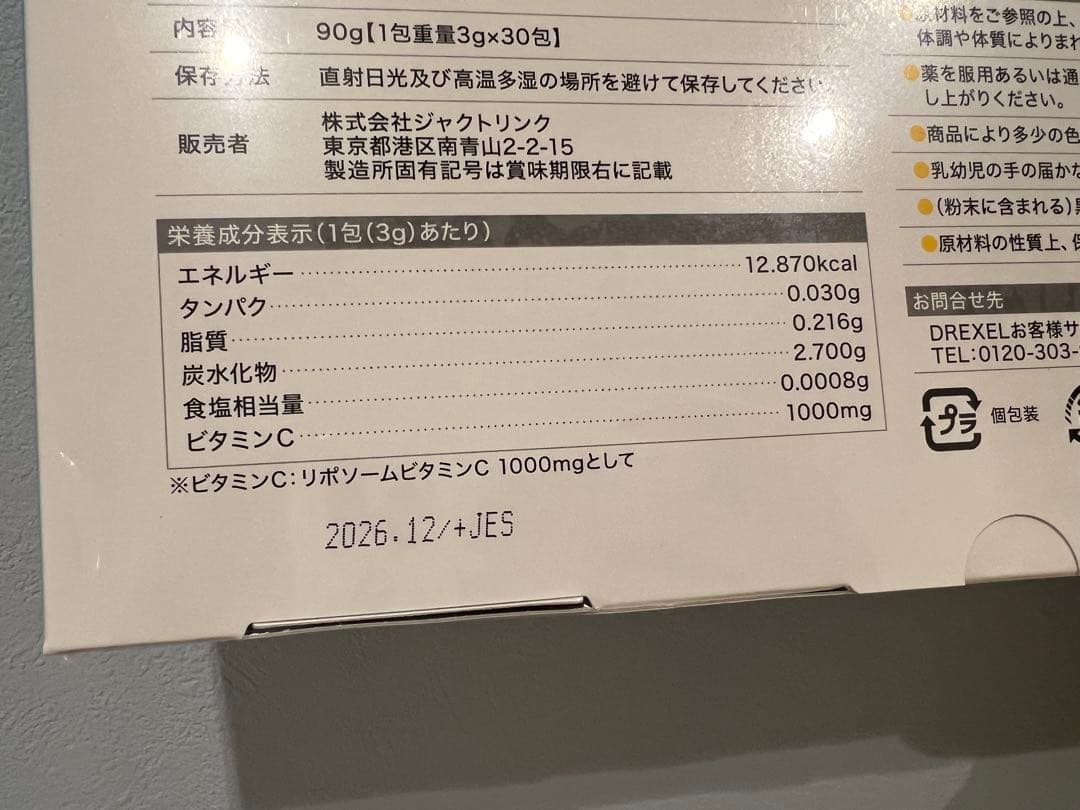 内容
90g【1包重量3g×30包】
保存方法
直射日光及び高温多湿の場所を避けて保存してください。
販売者
株式会社ジャクトリンク
東京都港区南青山2-2-15
製造所固有記号は賞味期限右に記載
栄養成分表示(1包(3g)あたり)
エネルギー 12.870kcal
タンパク 0.030g
脂質 0.216g
炭水化物 2.700g
食塩相当量 0.0008g
ビタミンC 1000mg
※ビタミンC:リポソームビタミンC 1000mgとして
2026.12/+JES
原材料をご参照の上、
体調や体質によりまれ
薬を服用あるいは通
し上がりください。
商品により多少の色
乳幼児の手の届か
(粉末に含まれる)
原材料の性質上、
お問合せ先
DREXELお客様サ
TEL:0120-303-
プラ
個包装